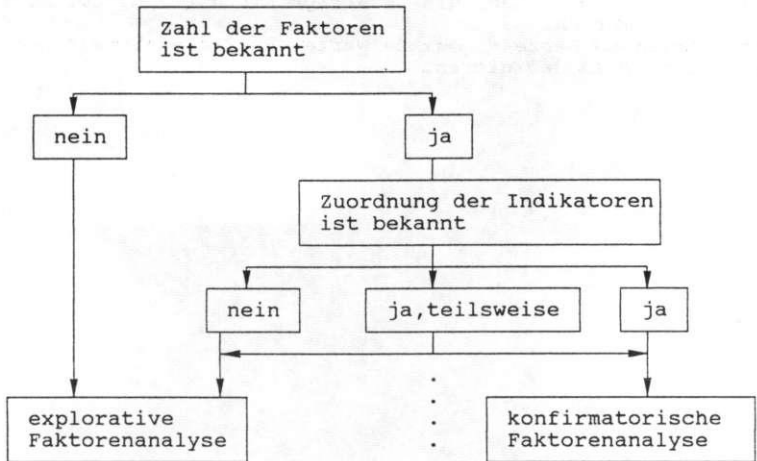 Zahl der Faktoren
ist bekannt
nein
ja
Zuordnung der Indikatoren
ist bekannt
nein
ja,teilsweise
ja
explorative
Faktorenanalyse
konfirmatorische
Faktorenanalyse